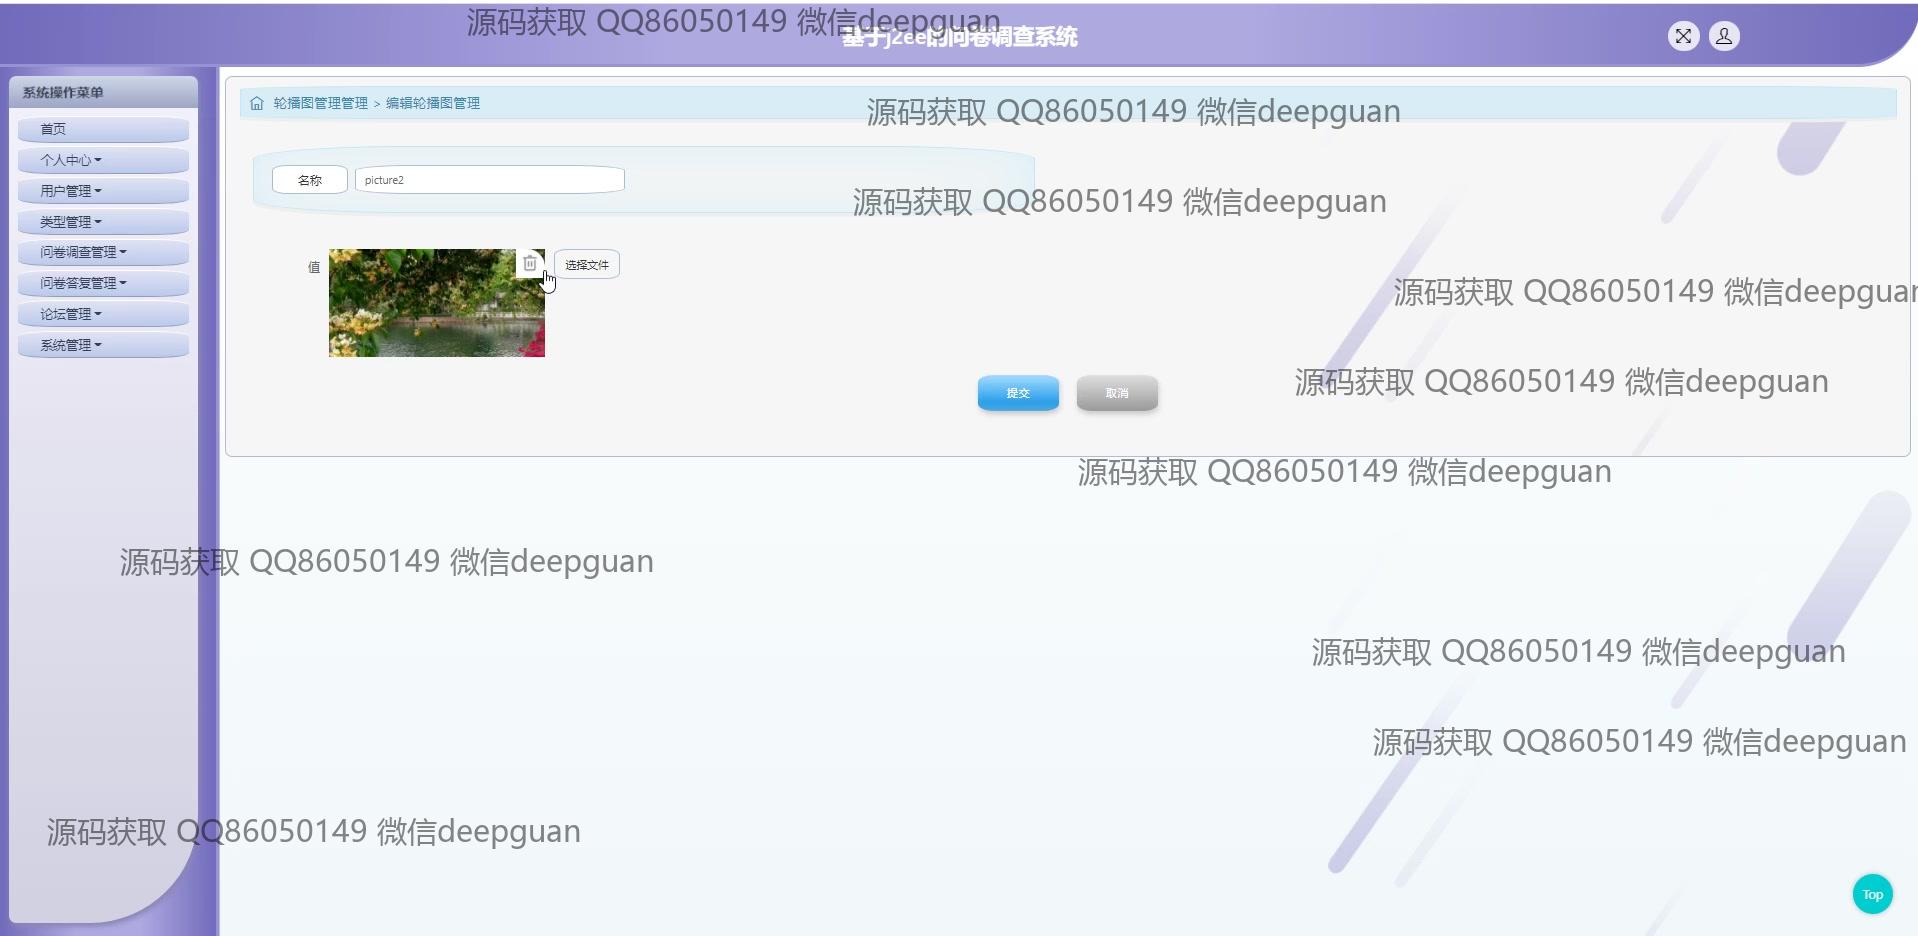 源码获取 QQ86050149 微信deepguan
基于j2ee的问卷调查系统
系统操作菜单
首页
个人中心
用户管理
类型管理
问卷调查管理
问卷答复管理
论坛管理
系统管理
轮播图管理管理 > 编辑轮播图管理
源码获取 QQ86050149 微信deepguan
名称 picture2
源码获取 QQ86050149 微信deepguan
值
选择文件
源码获取 QQ86050149 微信deepguan
提交
取消
源码获取 QQ86050149 微信deepguan
源码获取 QQ86050149 微信deepguan
源码获取 QQ86050149 微信deepguan
源码获取 QQ86050149 微信deepguan
源码获取 QQ86050149 微信deepguan
源码获取 QQ86050149 微信deepguan
Top